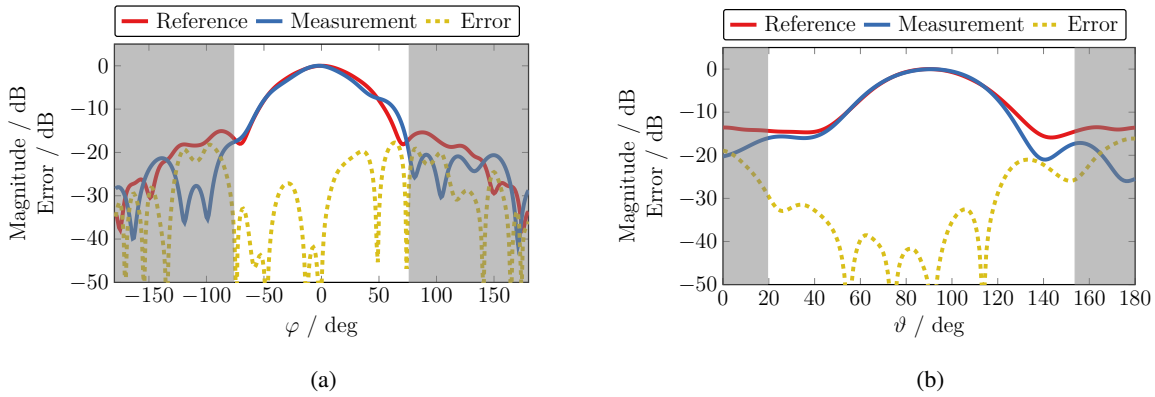 Reference Measurement Error
Magnitude / dB
Error / dB
0
−10
−20
−30
−40
−50
−150 −100 −50 0 50 100 150
φ / deg
(a)
Reference Measurement Error
Magnitude / dB
Error / dB
0
−10
−20
−30
−40
−50
0 20 40 60 80 100 120 140 160 180
ϑ / deg
(b)